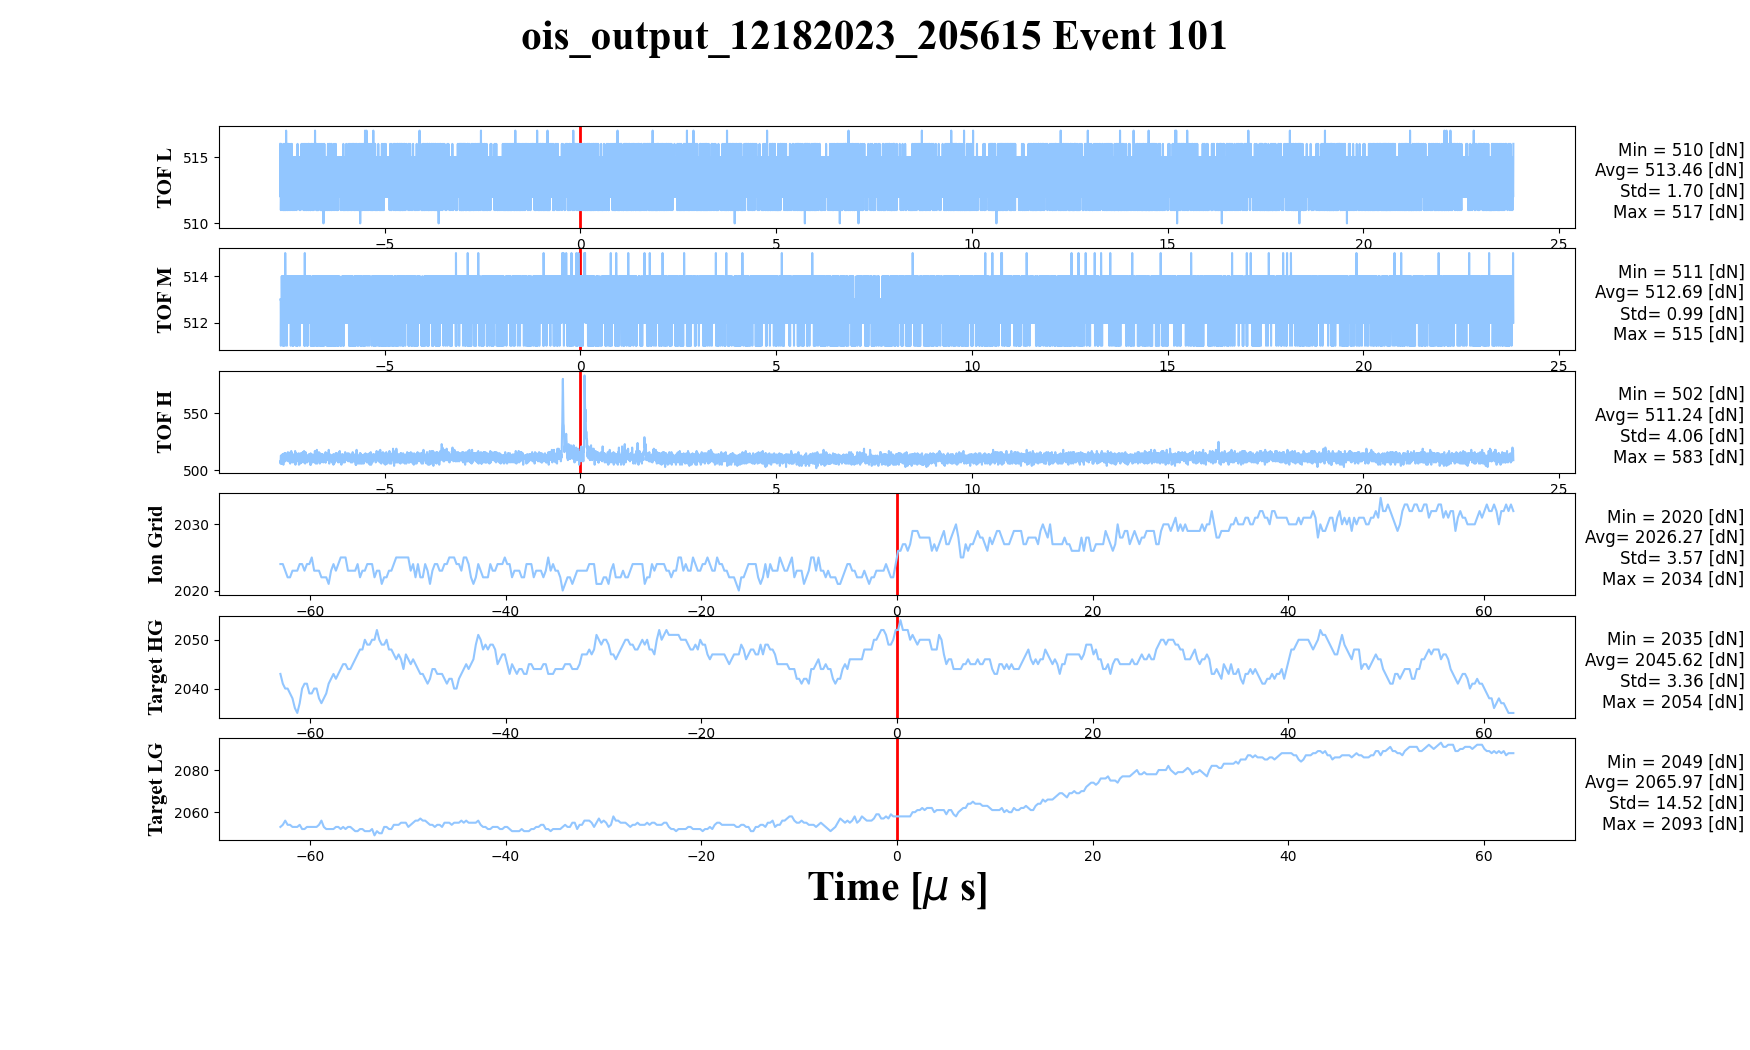 ois_output_12182023_205615 Event 101
TOF L
515
510
−5 0 5 10 15 20 25
Min = 510 [dN]
Avg= 513.46 [dN]
Std= 1.70 [dN]
Max = 517 [dN]
TOF M
514
512
−5 0 5 10 15 20 25
Min = 511 [dN]
Avg= 512.69 [dN]
Std= 0.99 [dN]
Max = 515 [dN]
TOF H
550
500
−5 0 5 10 15 20 25
Min = 502 [dN]
Avg= 511.24 [dN]
Std= 4.06 [dN]
Max = 583 [dN]
Ion Grid
2030
2020
−60 −40 −20 0 20 40 60
Min = 2020 [dN]
Avg= 2026.27 [dN]
Std= 3.57 [dN]
Max = 2034 [dN]
Target HG
2050
2040
−60 −40 −20 0 20 40 60
Min = 2035 [dN]
Avg= 2045.62 [dN]
Std= 3.36 [dN]
Max = 2054 [dN]
Target LG
2080
2060
−60 −40 −20 0 20 40 60
Min = 2049 [dN]
Avg= 2065.97 [dN]
Std= 14.52 [dN]
Max = 2093 [dN]
Time [μ s]